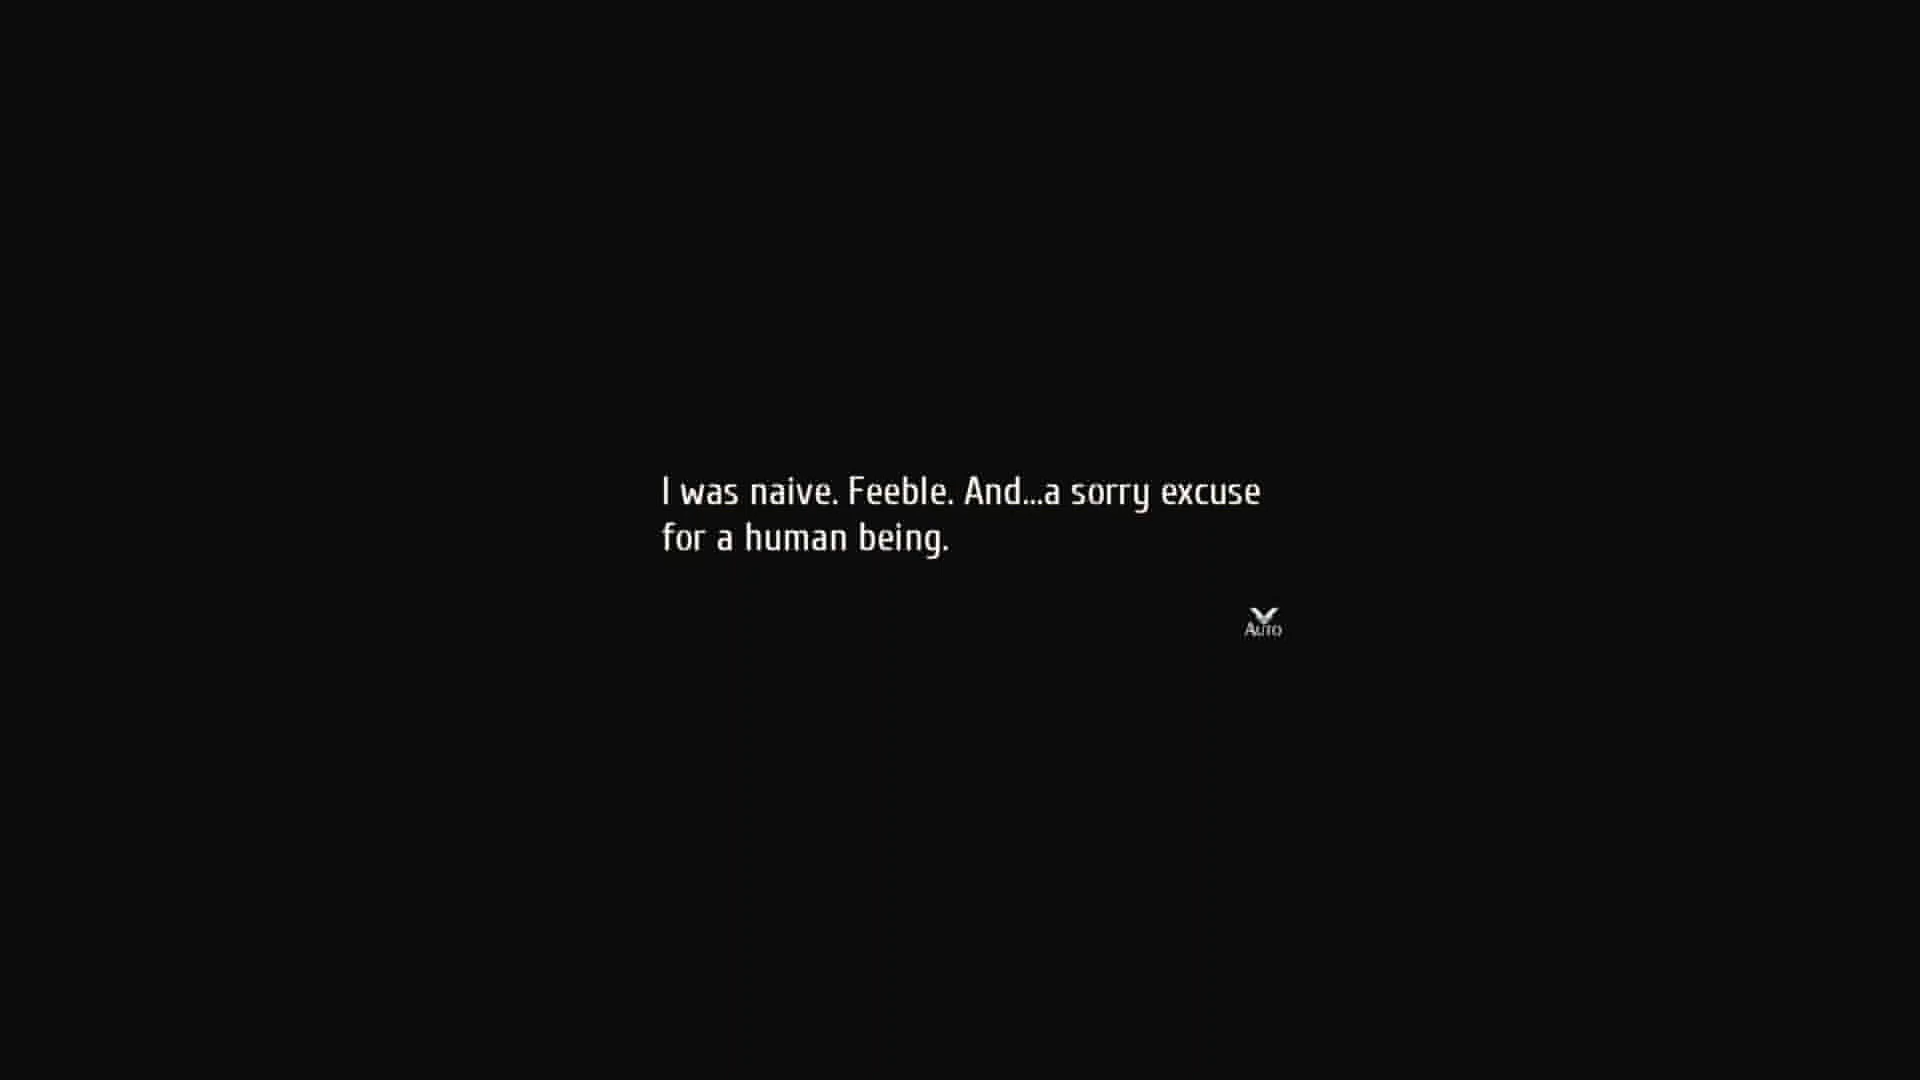 I was naive. Feeble. And...a sorry excuse
for a human being.
AUTO